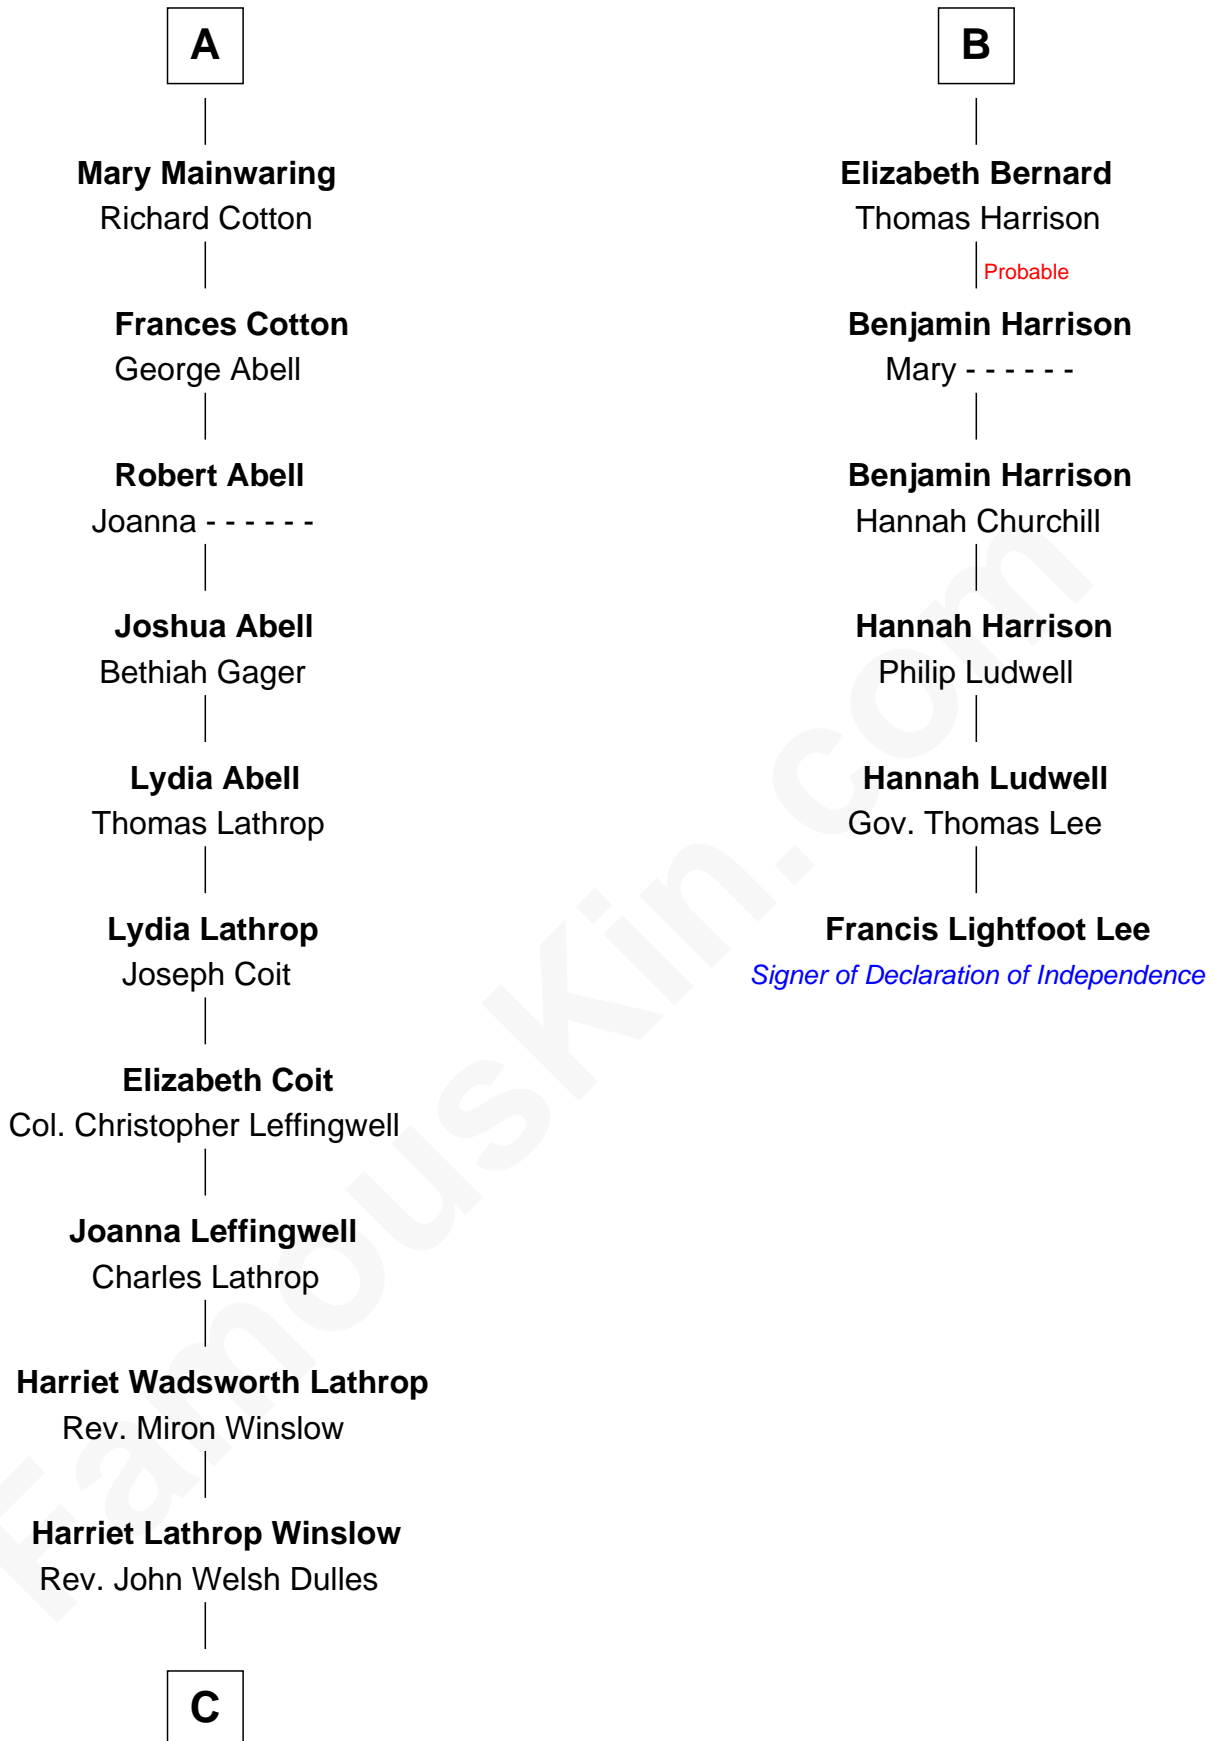 A
Mary Mainwaring
Richard Cotton
Frances Cotton
George Abell
Robert Abell
Joanna - - - - - -
Joshua Abell
Bethiah Gager
Lydia Abell
Thomas Lathrop
Lydia Lathrop
Joseph Coit
Elizabeth Coit
Col. Christopher Leffingwell
Joanna Leffingwell
Charles Lathrop
Harriet Wadsworth Lathrop
Rev. Miron Winslow
Harriet Lathrop Winslow
Rev. John Welsh Dulles
C
B
Elizabeth Bernard
Thomas Harrison
Probable
Benjamin Harrison
Mary - - - - - -
Benjamin Harrison
Hannah Churchill
Hannah Harrison
Philip Ludwell
Hannah Ludwell
Gov. Thomas Lee
Francis Lightfoot Lee
Signer of Declaration of Independence
FamousKin.com